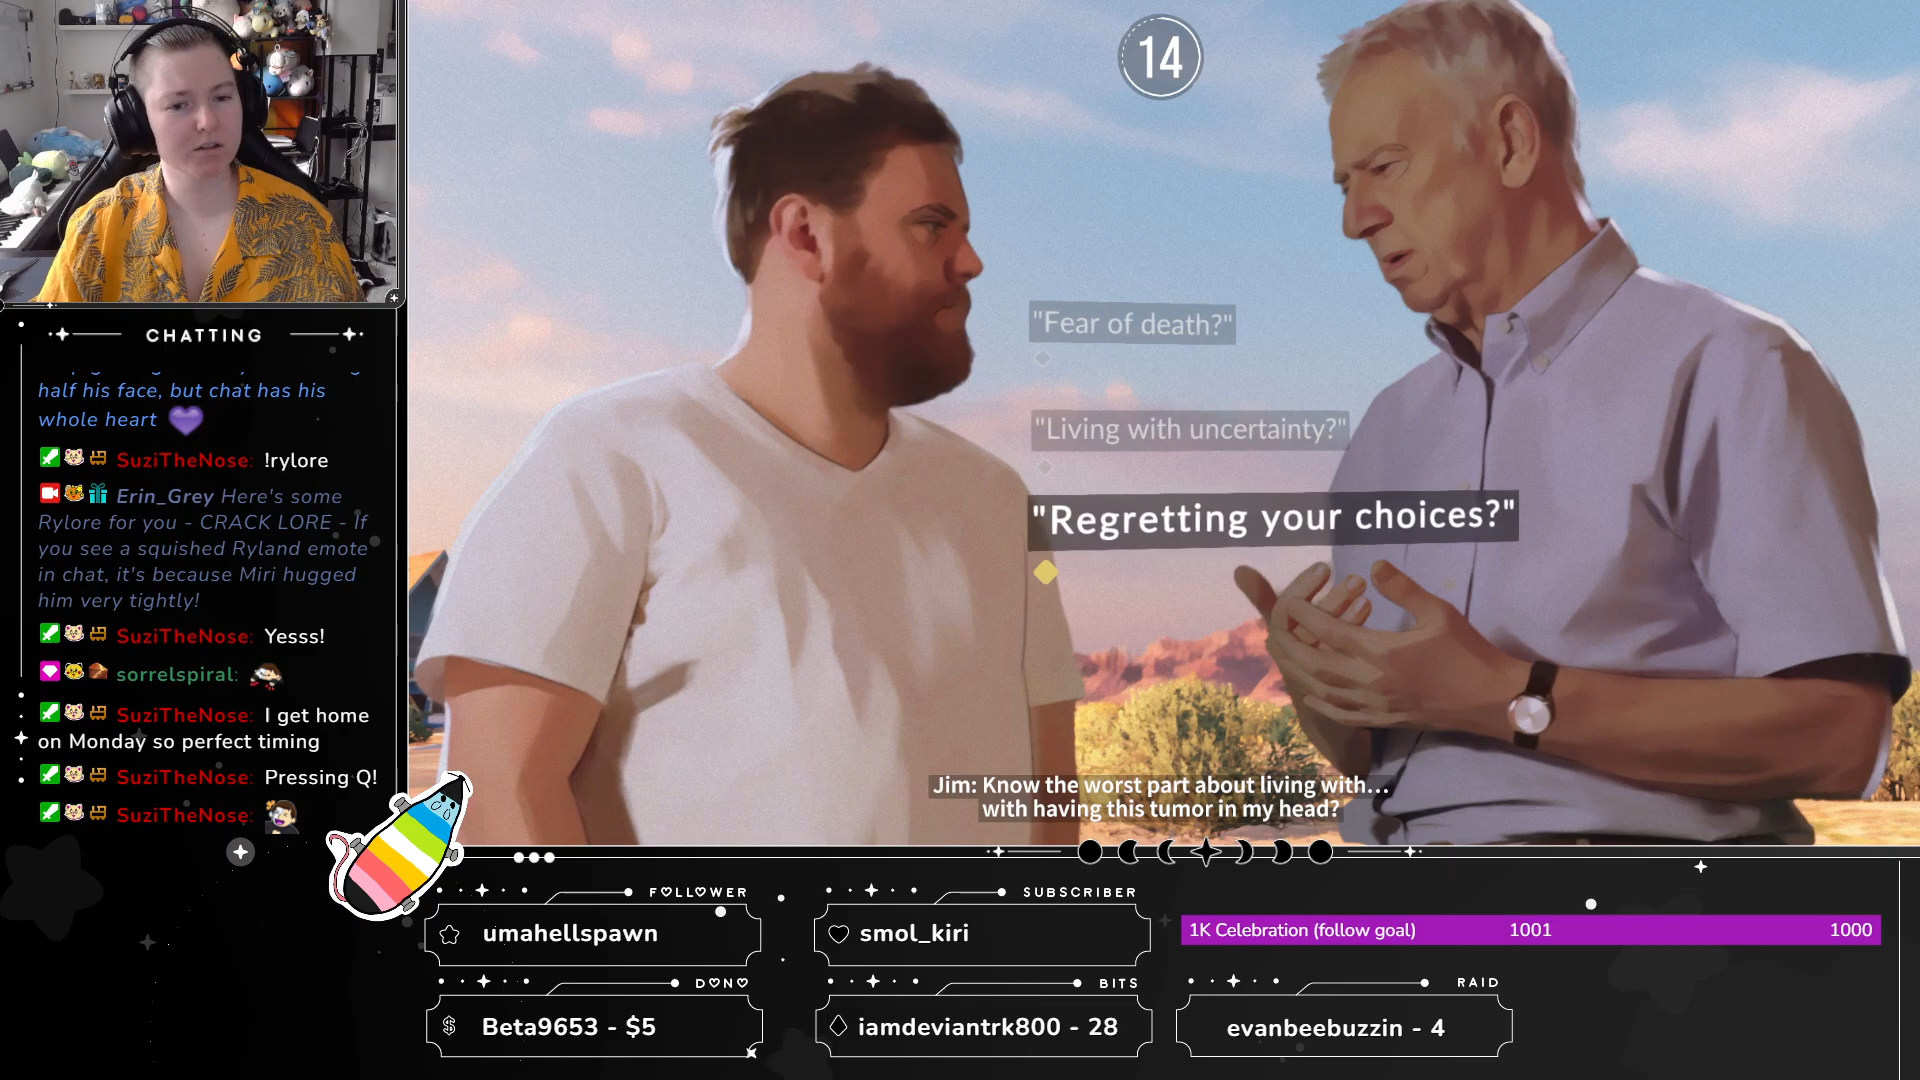 14
"Fear of death?"
"Living with uncertainty?"
"Regretting your choices?"
Jim: Know the worst part about living with...
with having this tumor in my head?
CHATTING
half his face, but chat has his
whole heart
SuziTheNose: !rylore
Erin_Grey Here's some
Rylore for you - CRACK LORE - If
you see a squished Ryland emote
in chat, it's because Miri hugged
him very tightly!
SuziTheNose: Yesss!
sorrelspiral:
SuziTheNose: I get home
on Monday so perfect timing
SuziTheNose: Pressing Q!
SuziTheNose:
FOLLOWER
umahellspawn
SUBSCRIBER
smol_kiri
1K Celebration (follow goal) 1001 1000
DONO
Beta9653 - $5
BITS
iamdeviantrk800 - 28
RAID
evanbeebuzzin - 4